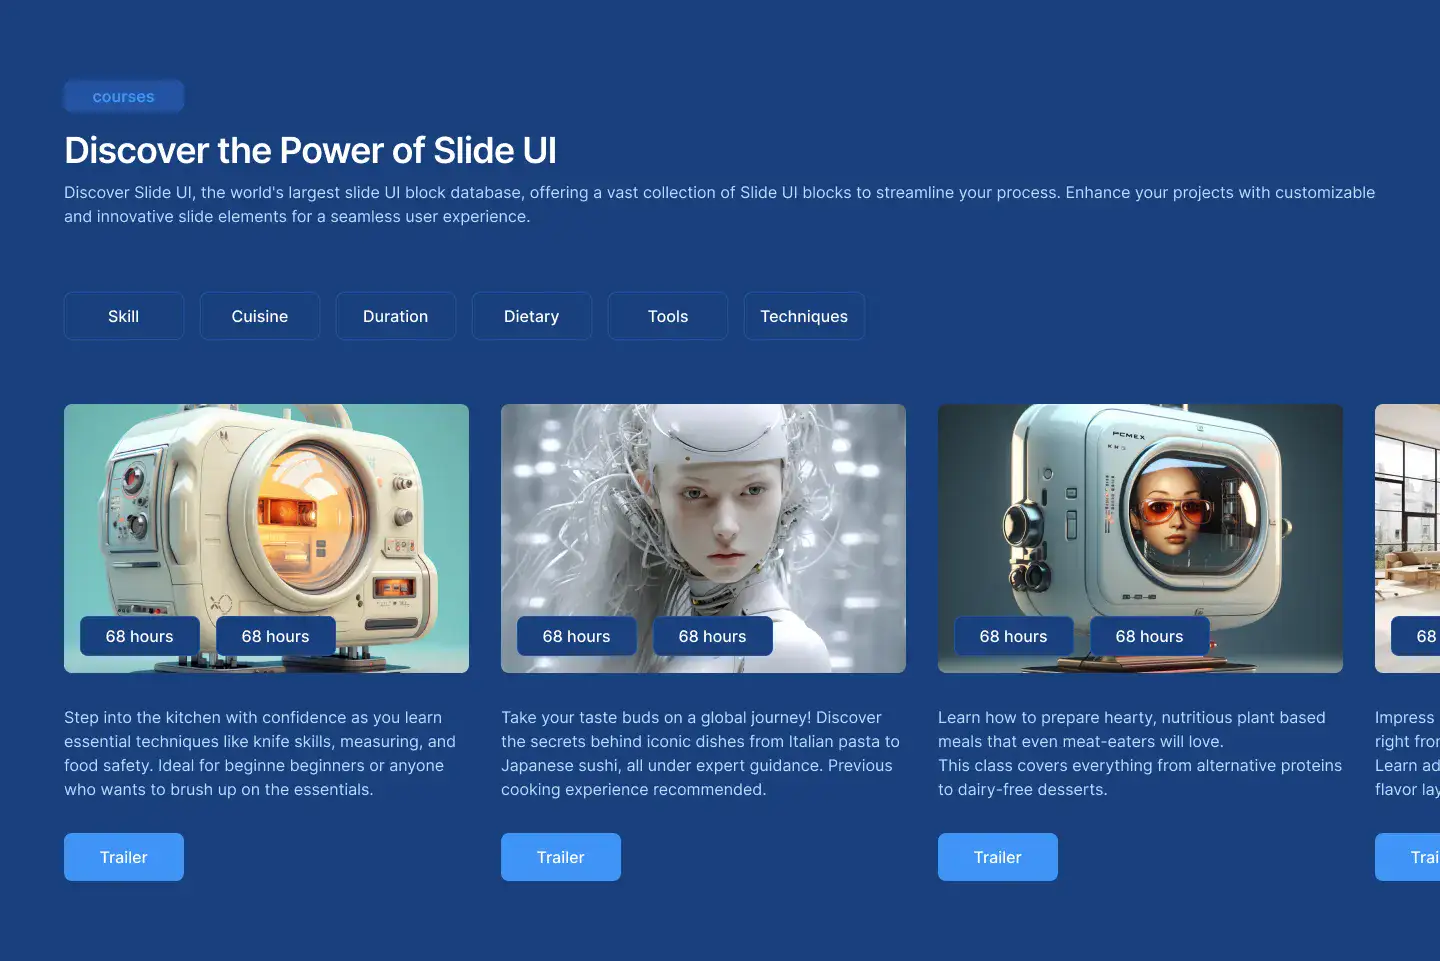 courses
Discover the Power of Slide UI
Discover Slide UI, the world's largest slide UI block database, offering a vast collection of Slide UI blocks to streamline your process. Enhance your projects with customizable
and innovative slide elements for a seamless user experience.
Skill
Cuisine
Duration
Dietary
Tools
Techniques
PCMEX
68 hours
68 hours
68 hours
68 hours
68 hours
68 hours
68
Step into the kitchen with confidence as you learn
essential techniques like knife skills, measuring, and
food safety. Ideal for beginne beginners or anyone
who wants to brush up on the essentials.
Take your taste buds on a global journey! Discover
the secrets behind iconic dishes from Italian pasta to
Japanese sushi, all under expert guidance. Previous
cooking experience recommended.
Learn how to prepare hearty, nutritious plant based
meals that even meat-eaters will love.
This class covers everything from alternative proteins
to dairy-free desserts.
Impress
right fro
Learn ad
flavor lay
Trailer
Trailer
Trailer
Trai